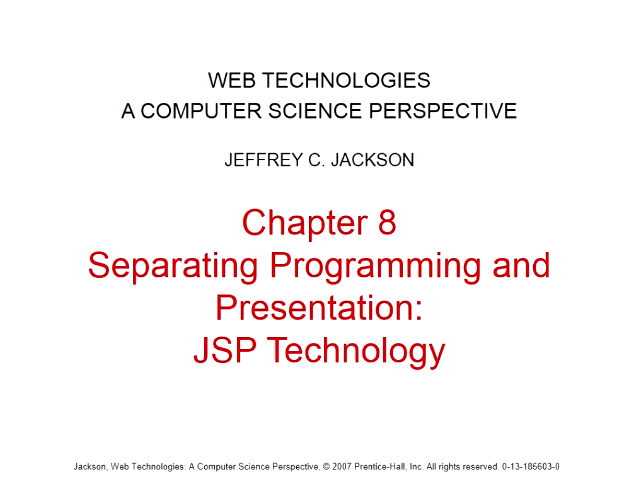 WEB TECHNOLOGIES
A COMPUTER SCIENCE PERSPECTIVE
JEFFREY C. JACKSON
Chapter 8
Separating Programming and
Presentation:
JSP Technology
Jackson, Web Technologies: A Computer Science Perspective, © 2007 Prentice-Hall, Inc. All rights reserved. 0-13-185603-0